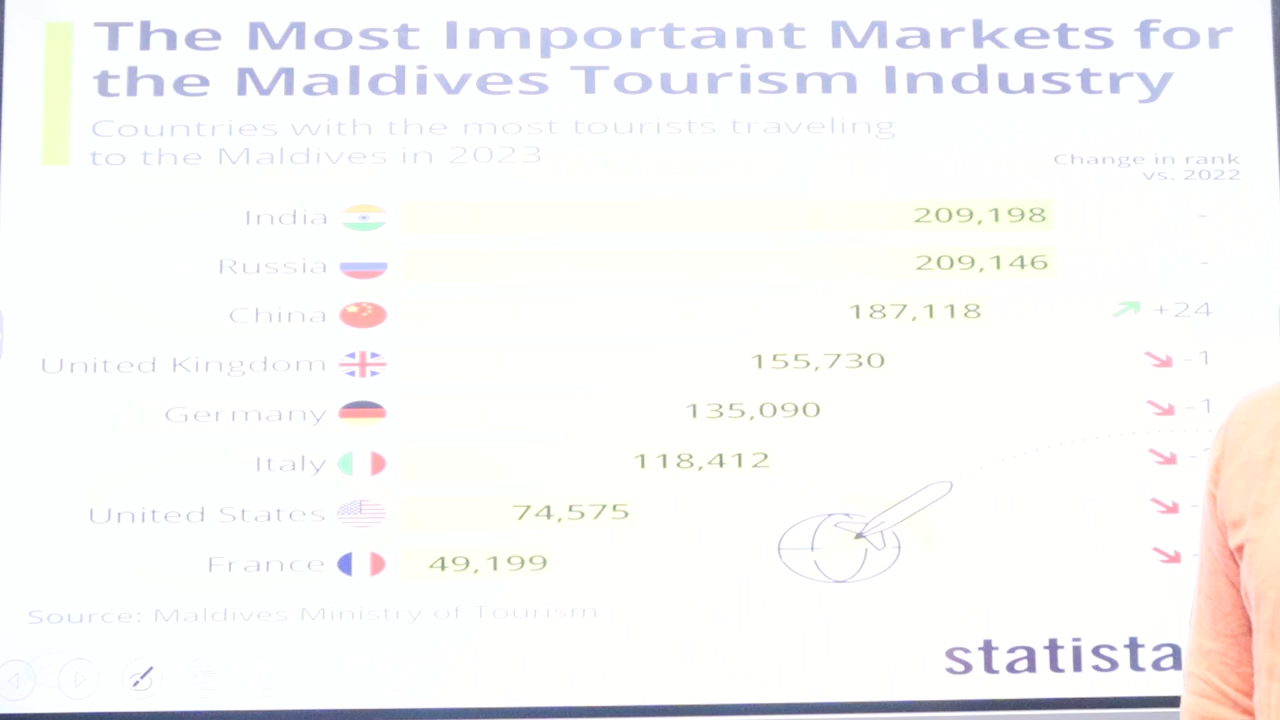 The Most Important Markets for
the Maldives Tourism Industry
Countries with the most tourists traveling
to the Maldives in 2023
Change in rank
vs. 2022
India 209,198 -
Russia 209,146 -
China 187,118 +24
United Kingdom 155,730 -1
Germany 135,090 -1
Italy 118,412 -
United States 74,575 -
France 49,199 -
Source: Maldives Ministry of Tourism
statista